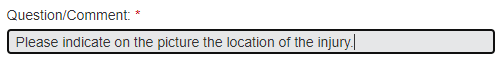 Question/Comment: *
Please indicate on the picture the location of the injury.